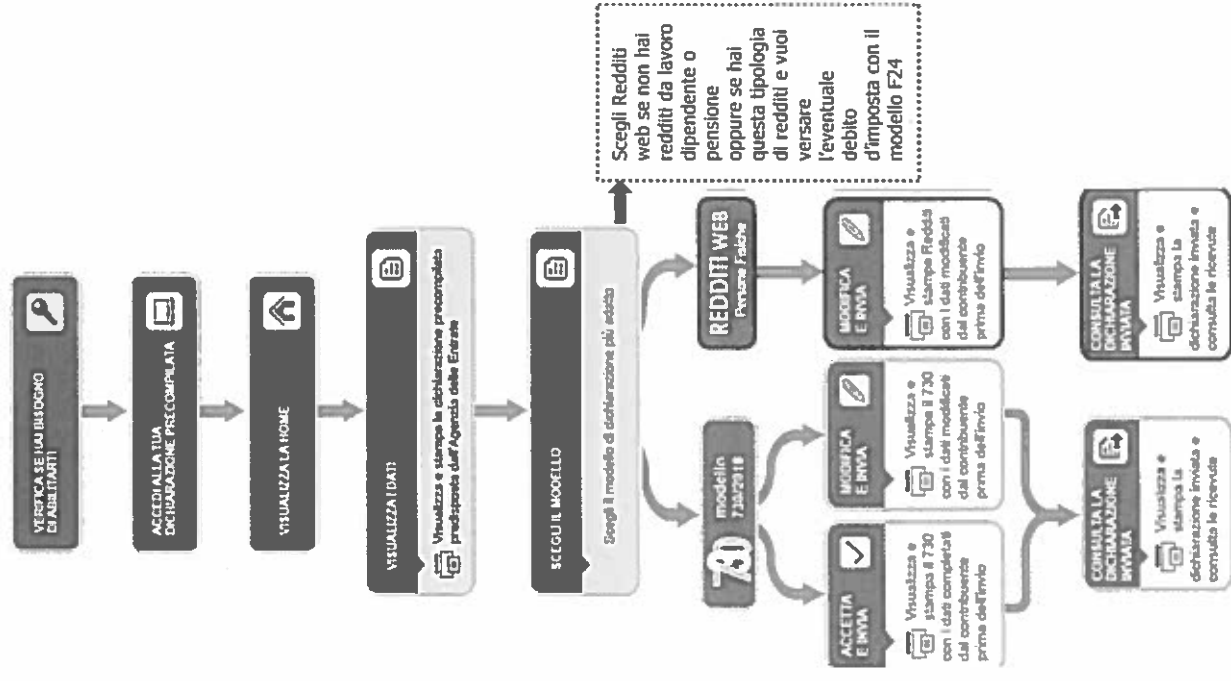 VERIFICA SE HAI BISOGNO
DI ABILITARTI
ACCEDI ALLA TUA
DICHIARAZIONE PRECOMPILATA
VISUALIZZA LA HOME
VISUALIZZA I DATI
Visualizza e stampa la dichiarazione precompilata
predisposta dall'Agenzia delle Entrate
SCEGLI IL MODELLO
Scegli il modello di dichiarazione più adatto
Scegli Redditi
web se non hai
redditi da lavoro
dipendente o
pensione
oppure se hai
questa tipologia
di redditi e vuoi
versare
l'eventuale
debito
d'imposta con il
modello F24
730
modello
730/2018
REDDITI WEB
Persone Fisiche
ACCETTA
E INVIA
Visualizza e
stampa il 730
con i dati completati
dal contribuente
prima dell'invio
MODIFICA
E INVIA
Visualizza e
stampa il 730
con i dati modificati
dal contribuente
prima dell'invio
MODIFICA
E INVIA
Visualizza e
stampa Redditi
con i dati modificati
dal contribuente
prima dell'invio
CONSULTA LA
DICHIARAZIONE
INVIATA
Visualizza e
stampa la
dichiarazione inviata e
consulta le ricevute
CONSULTA LA
DICHIARAZIONE
INVIATA
Visualizza e
stampa la
dichiarazione inviata e
consulta le ricevute